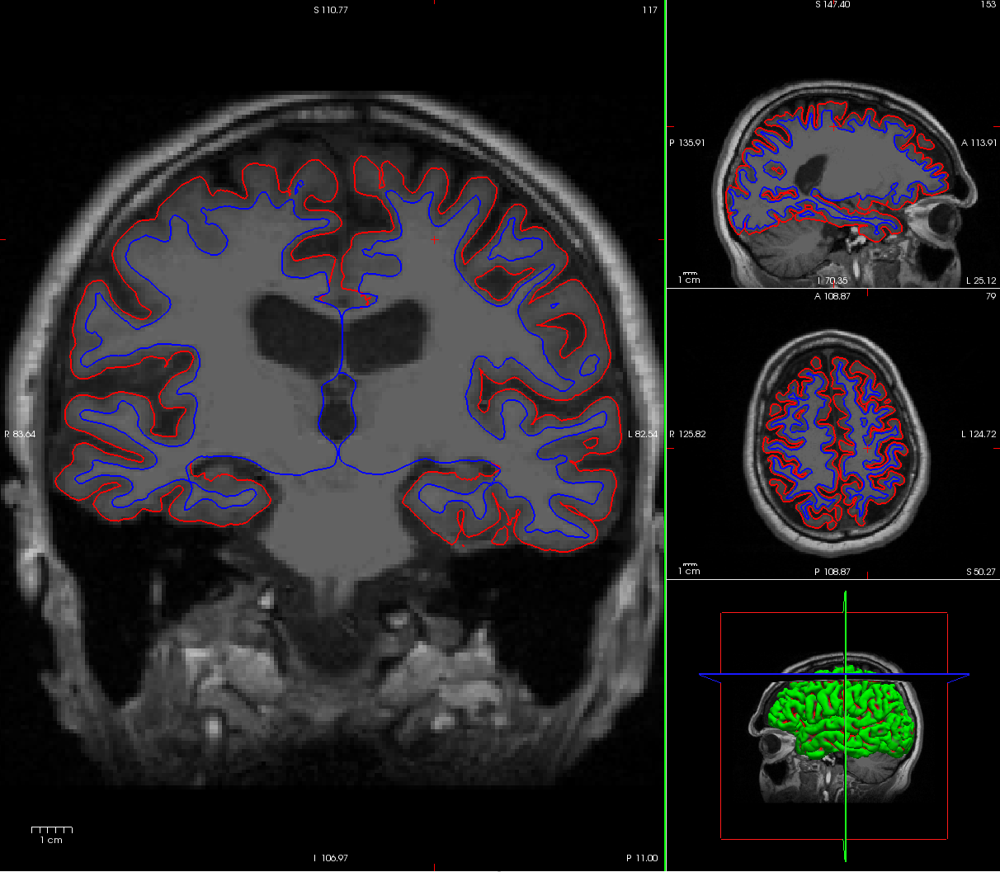 S 110.77
117
R 83.64
L 82.54
1 cm
I 106.97
P 11.00
S 147.40
153
P 135.91
A 113.91
1 cm
I 70.35
L 25.12
A 108.87
79
R 125.82
L 124.72
1 cm
P 108.87
S 50.27